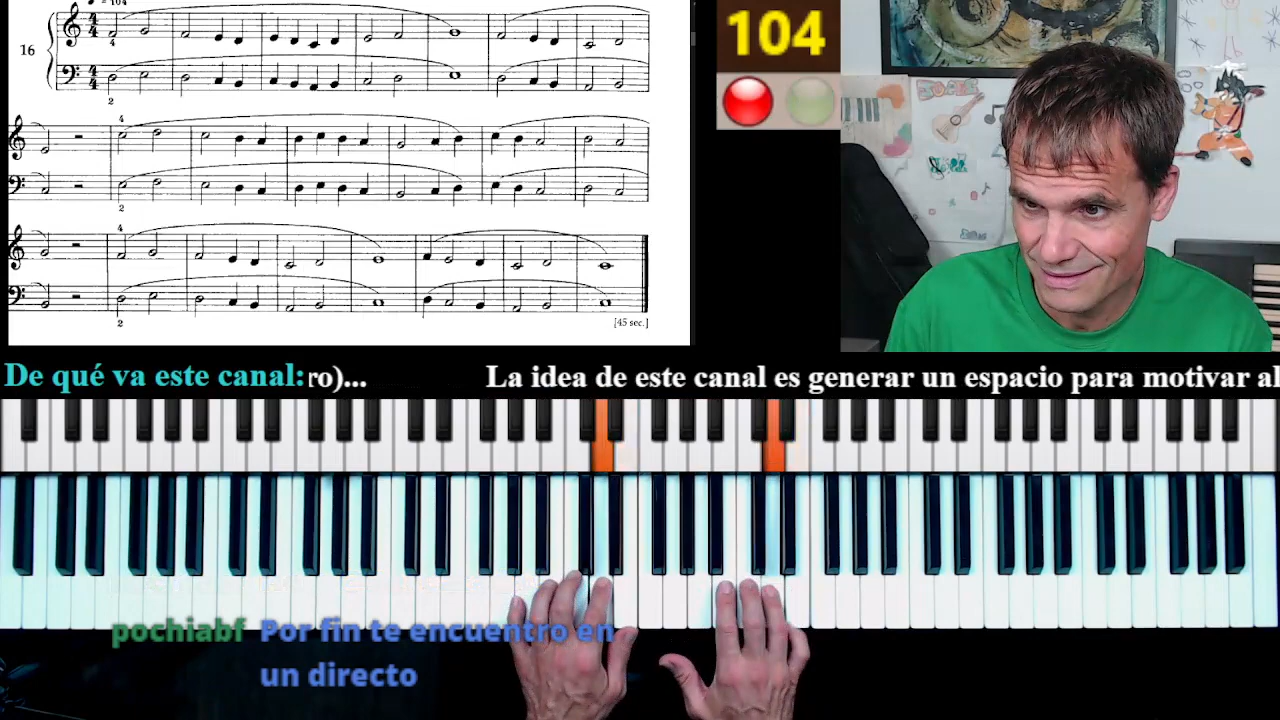 = 104
104
16
4
2
4
2
4
2
[45 sec.]
De qué va este canal: ro)... La idea de este canal es generar un espacio para motivar al
pochiabf Por fin te encuentro en
un directo